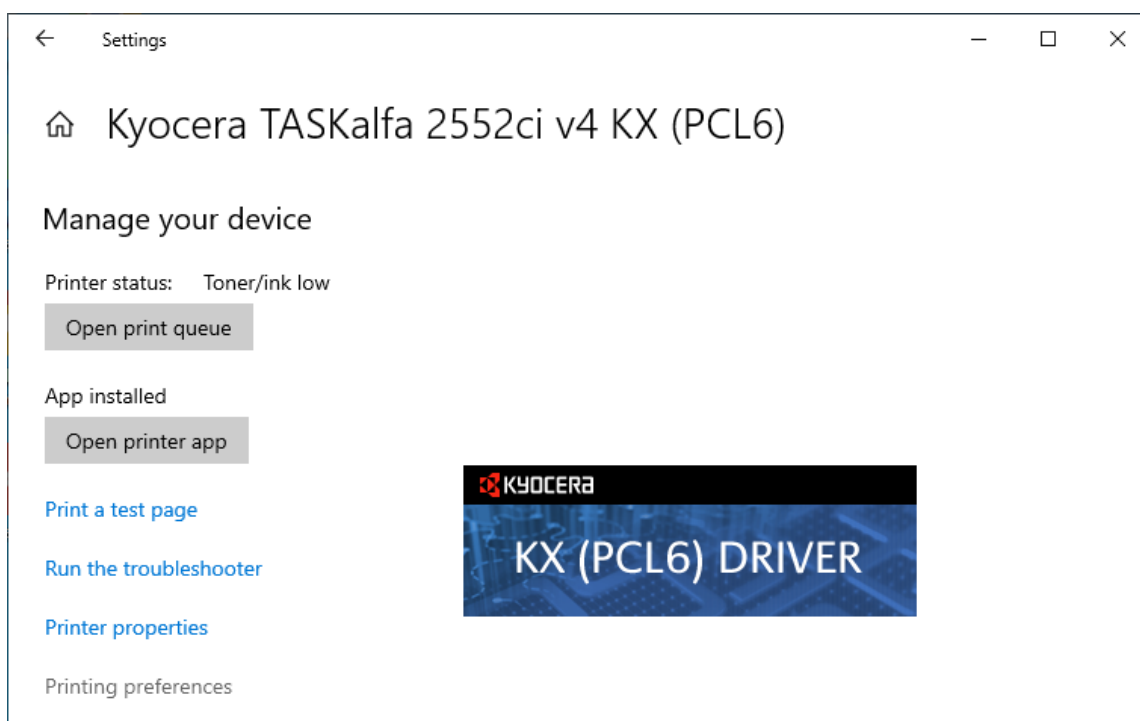 Settings
Kyocera TASKalfa 2552ci v4 KX (PCL6)
Manage your device
Printer status: Toner/ink low
Open print queue
App installed
Open printer app
Print a test page
KYOCERA
KX (PCL6) DRIVER
Run the troubleshooter
Printer properties
Printing preferences